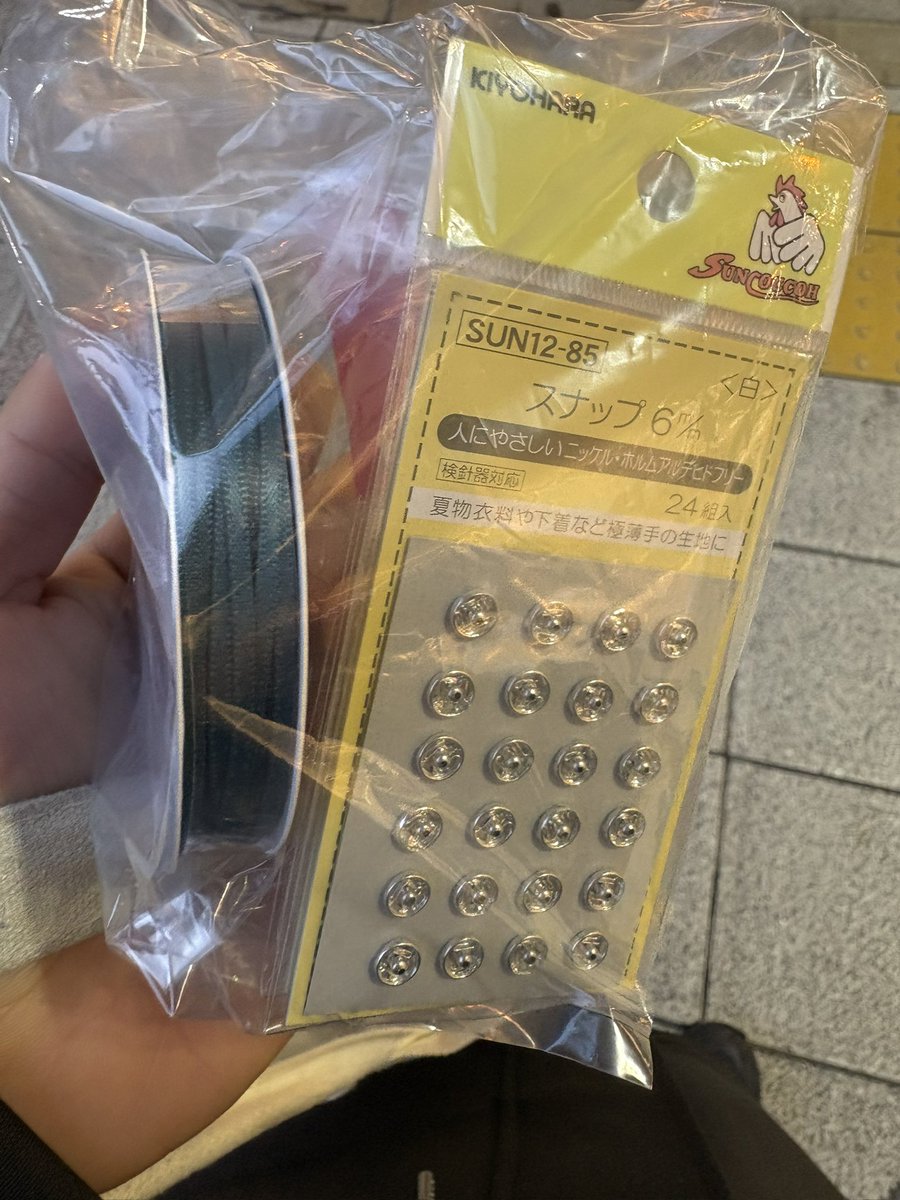 KIYOHARA
SUNCOCCOH
SUN12-85
<白>
スナップ 6m/m
人にやさしいニッケル・ホルムアルデヒドフリー
検針器対応
24組入
夏物衣料や下着など極薄手の生地に